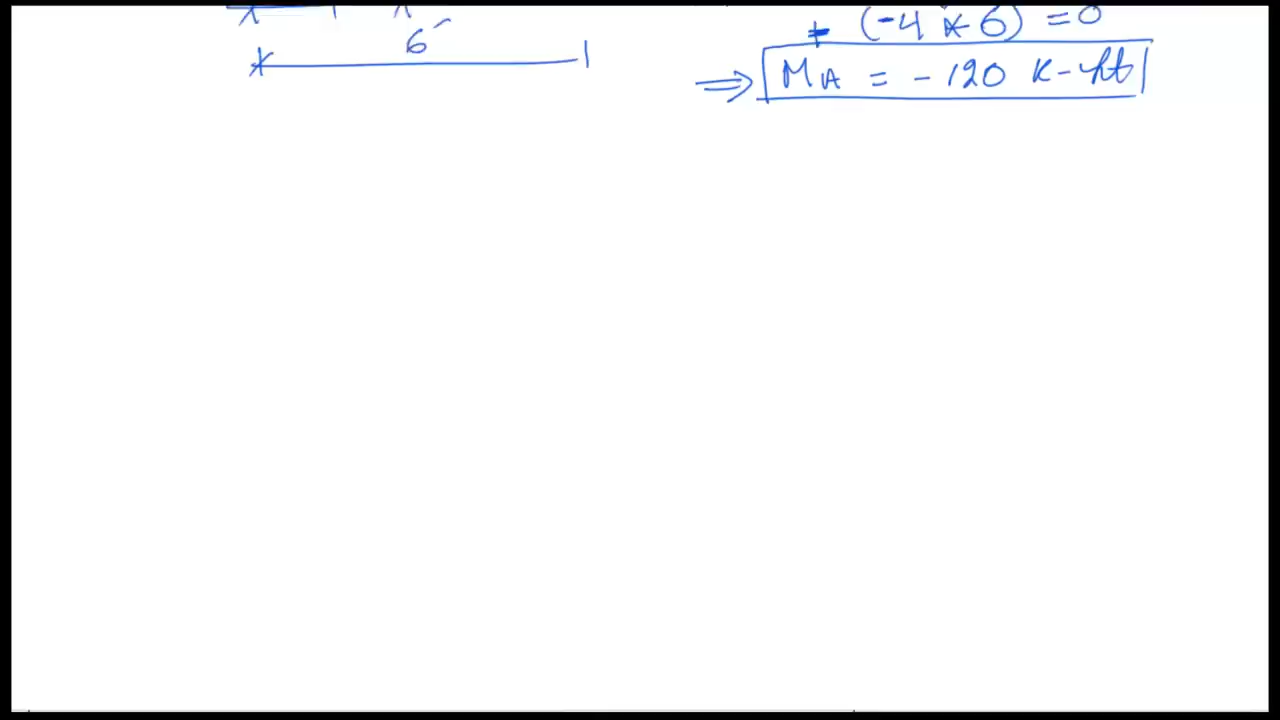 6
+ (-4 * 6) = 0
⇒ MA = -120 K-ft